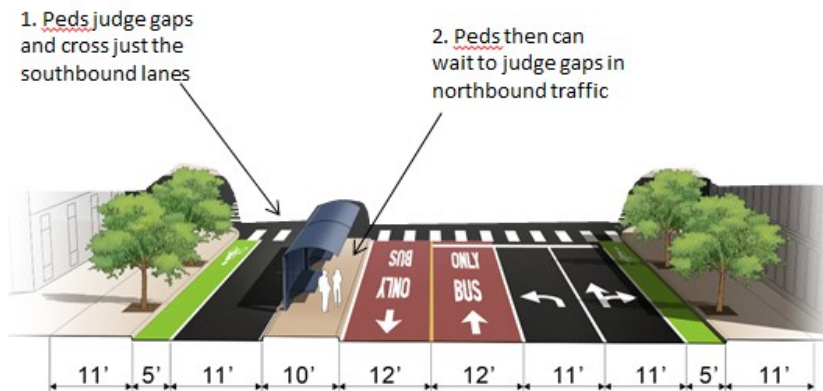 1. Peds judge gaps
and cross just the
southbound lanes
2. Peds then can
wait to judge gaps in
northbound traffic
BUS ONLY
ONLY BUS
11' 5' 11' 10' 12' 12' 11' 11' 5' 11'